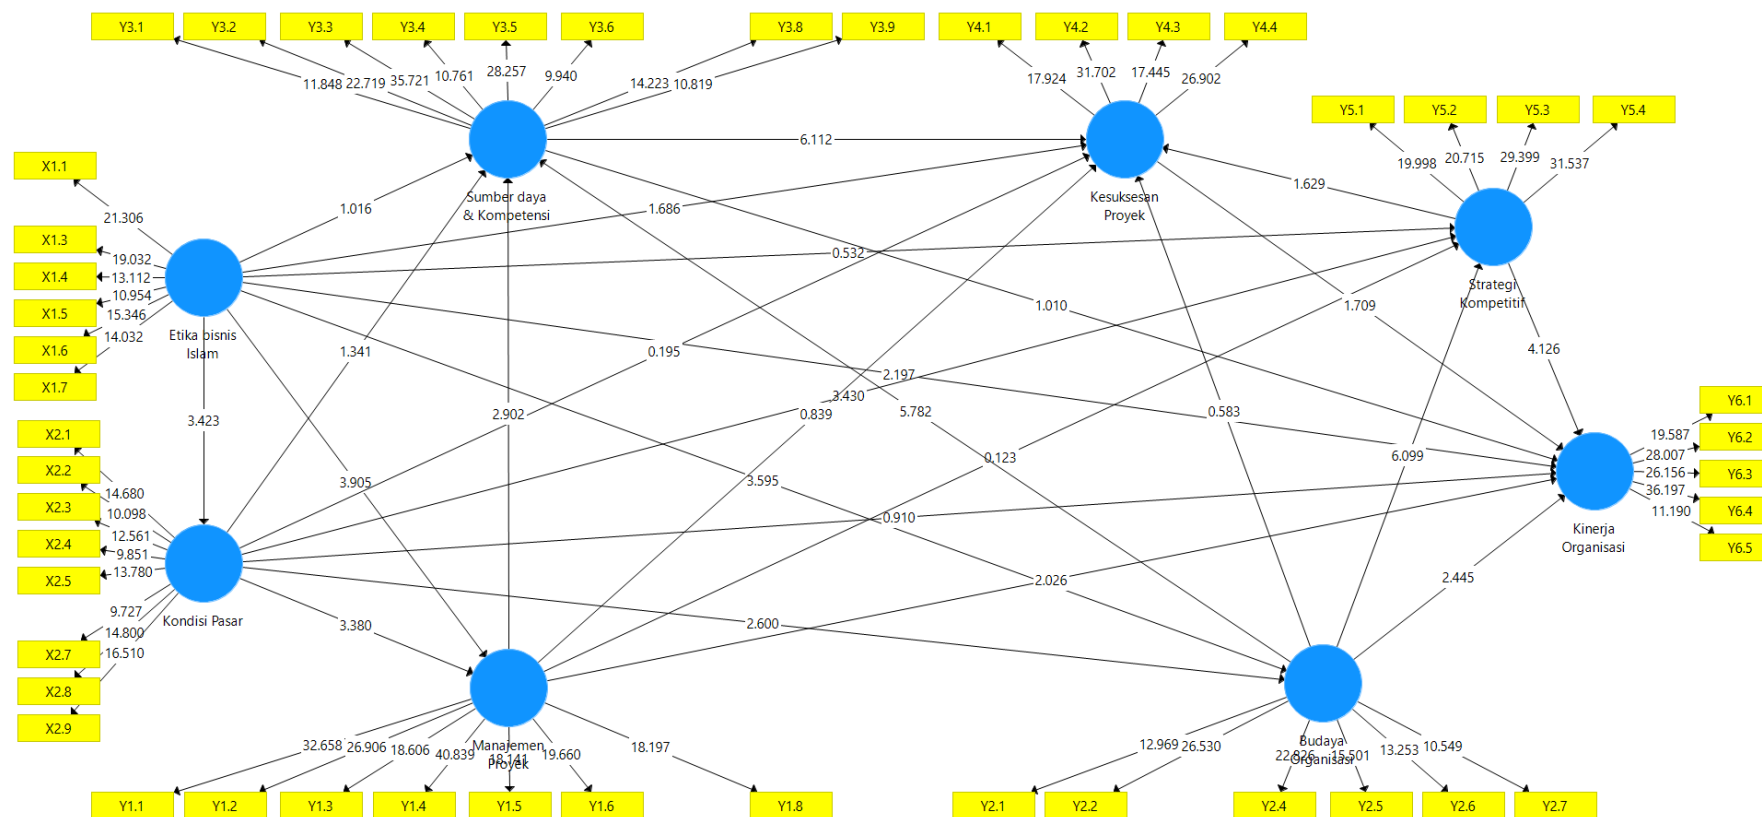 Y3.1 Y3.2 Y3.3 Y3.4 Y3.5 Y3.6 Y3.8 Y3.9 Y4.1 Y4.2 Y4.3 Y4.4
11.848 22.719 35.721 10.761 28.257 9.940 14.223 10.819 17.924 31.702 17.445 26.902
Y5.1 Y5.2 Y5.3 Y5.4
19.998 20.715 29.399 31.537
6.112
X1.1
Sumber daya
& Kompetensi
Kesuksesan
Proyek
1.629
21.306
1.016
1.686
X1.3
19.032
0.532
X1.4
13.112
10.954
X1.5
15.346
14.032
X1.6
X1.7
Etika bisnis
Islam
Strategi
Kompetitif
1.010
1.709
1.341
0.195
4.126
2.197
3.430
3.423
2.902
0.839
5.782
0.583
X2.1
X2.2
X2.3
X2.4
X2.5
14.680
10.098
12.561
9.851
13.780
3.905
3.595
0.123
6.099
0.910
Y6.1
Y6.2
Y6.3
Y6.4
Y6.5
19.587
28.007
26.156
36.197
11.190
Kinerja
Organisasi
9.727
14.800
16.510
Kondisi Pasar
X2.7
X2.8
X2.9
3.380
2.600
2.026
2.445
Manajemen
Proyek
Budaya
Organisasi
32.658 26.906 18.606 40.839 18.141 19.660 18.197
12.969 26.530 22.826 15.501 13.253 10.549
Y1.1 Y1.2 Y1.3 Y1.4 Y1.5 Y1.6 Y1.8 Y2.1 Y2.2 Y2.4 Y2.5 Y2.6 Y2.7